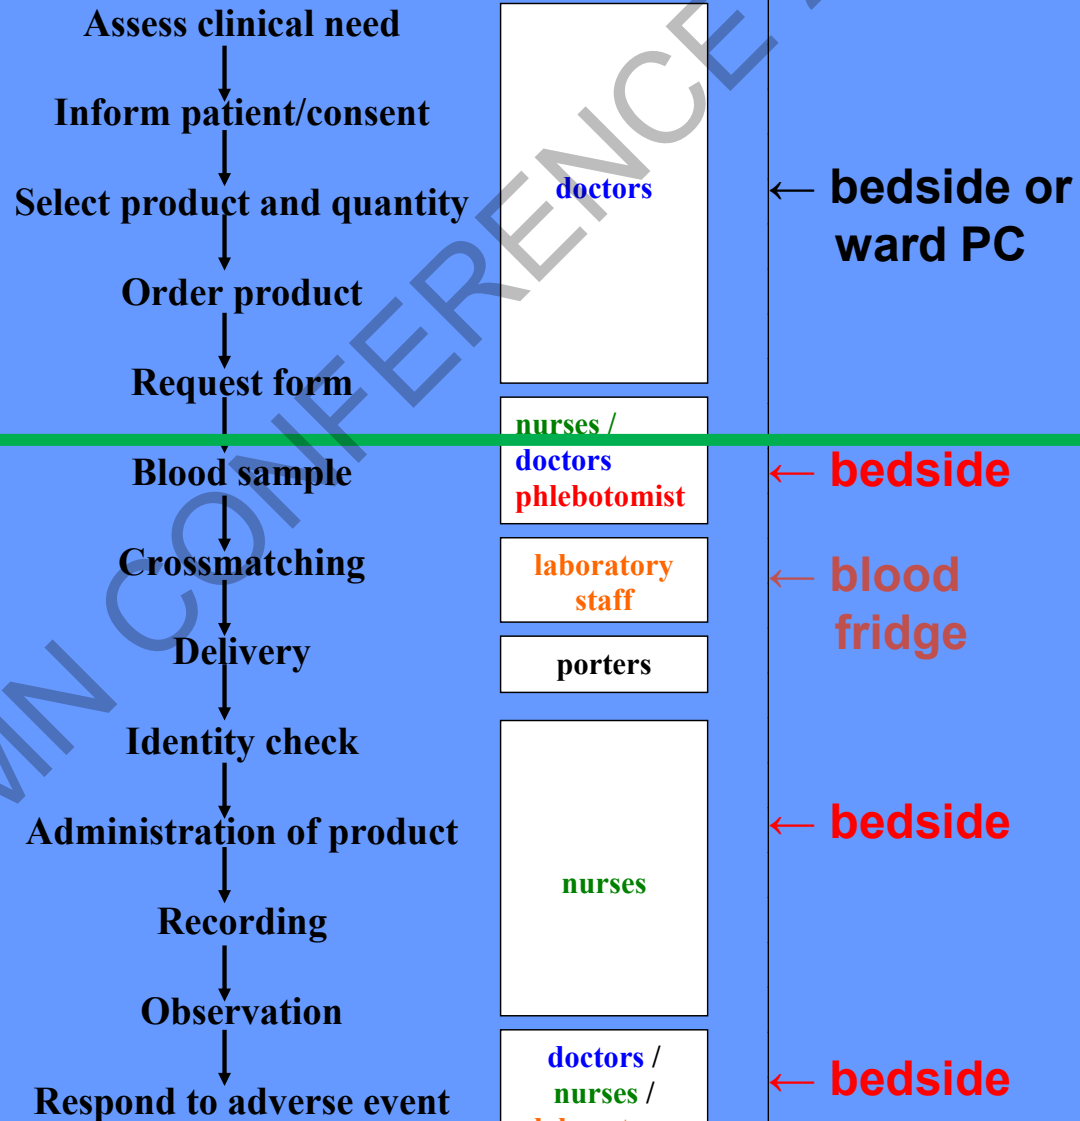 Assess clinical need
Inform patient/consent
Select product and quantity
Order product
Request form
Blood sample
Crossmatching
Delivery
Identity check
Administration of product
Recording
Observation
Respond to adverse event
doctors
nurses /
doctors
phlebotomist
laboratory
staff
porters
nurses
doctors /
nurses /
← bedside or
ward PC
← bedside
← blood
fridge
← bedside
← bedside
MN CONFERENCE